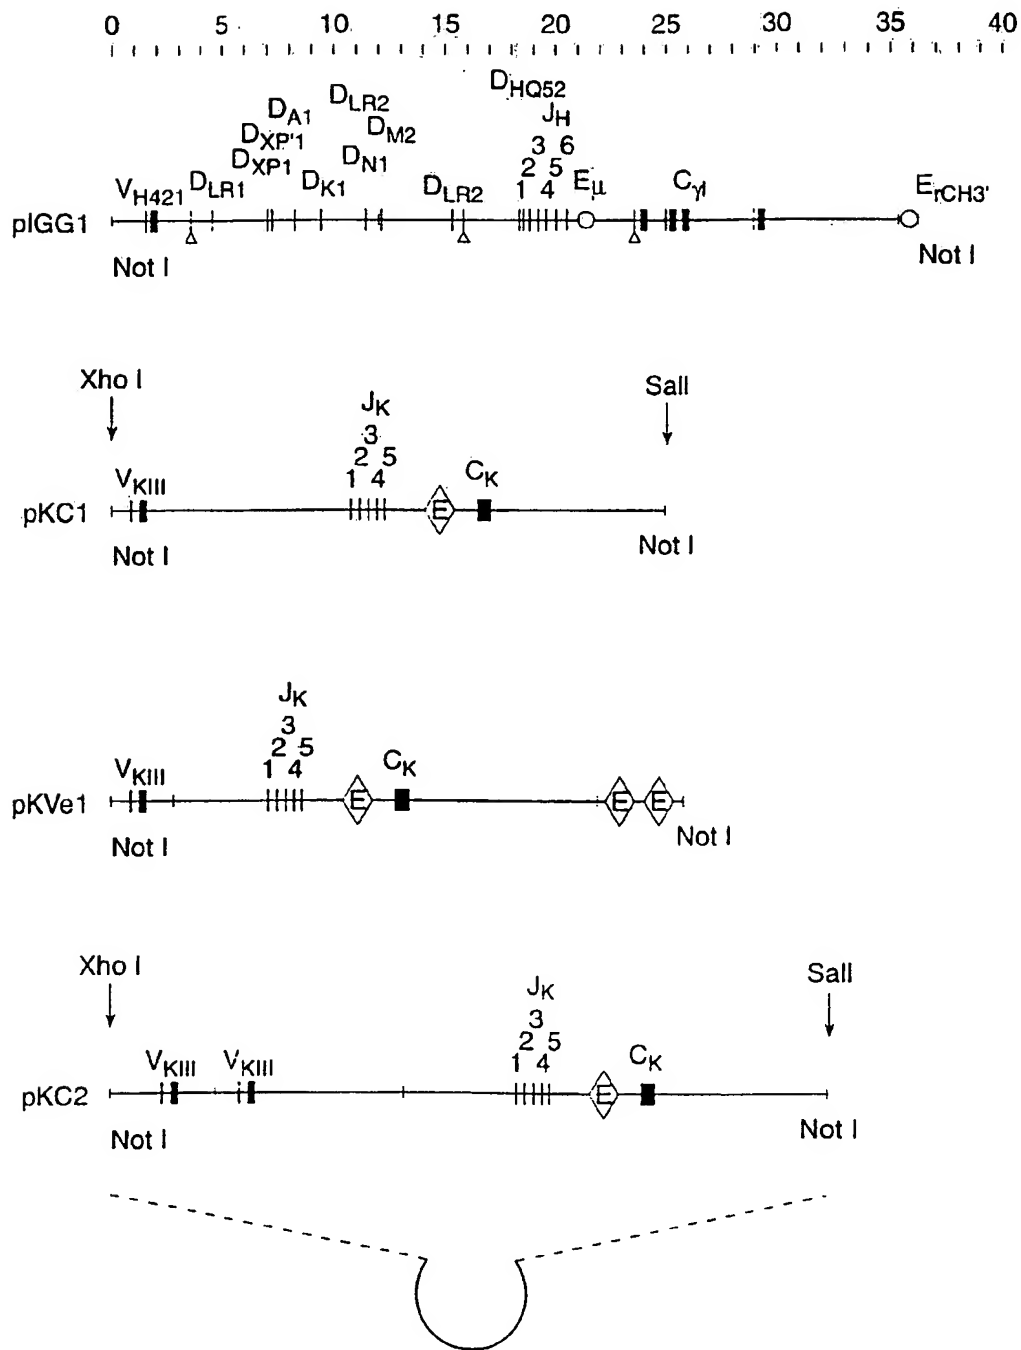 0 5 10 15 20 25 30 35 40
DHQ52
DA1 DLR2 JH
DXP'1 DM2 3 6
DXP1 DN1 2 5
VH421 DLR1 DK1 DLR2 1 4 Eμ CγI ErCH3'
pIGG1
Not I Not I
Xho I SalI
JK
3
2 5
VKIII 1 4 CK
pKC1 E
Not I Not I
JK
3
2 5
VKIII 1 4 CK
pKVe1 E E E
Not I Not I
Xho I SalI
JK
3
2 5
VKIII VKIII 1 4 CK
pKC2 E
Not I Not I